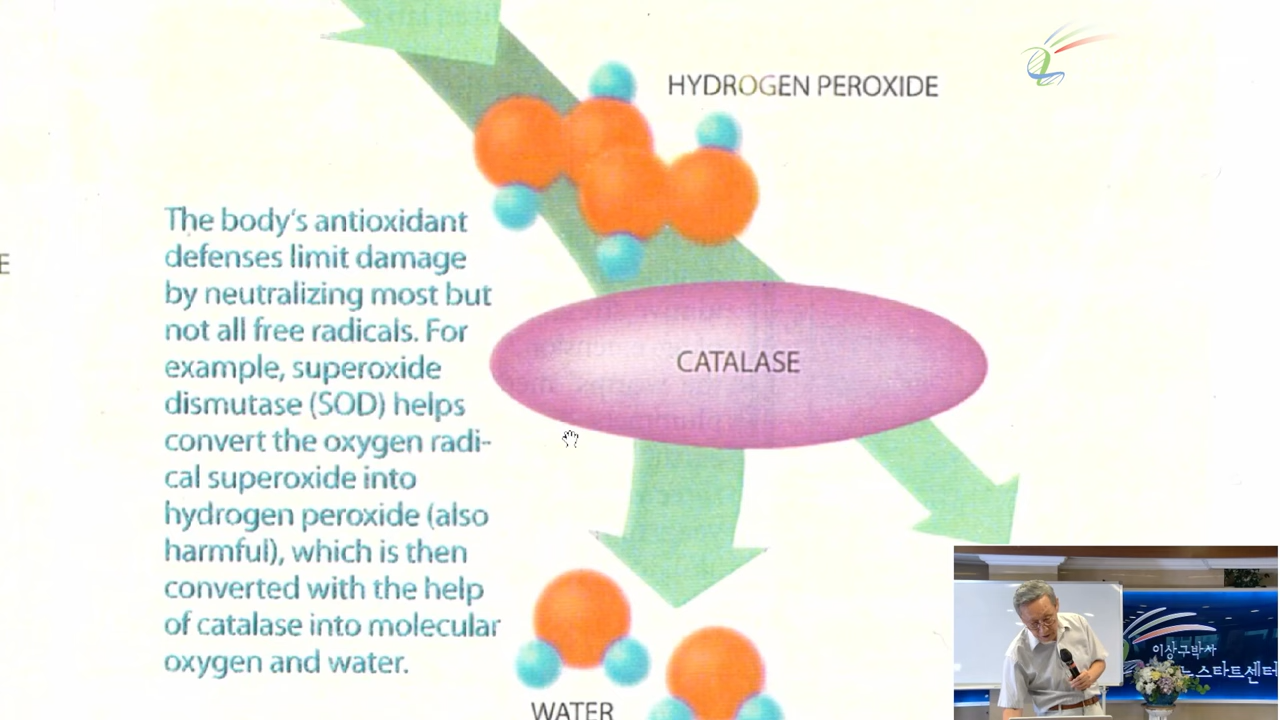 HYDROGEN PEROXIDE
The body's antioxidant
defenses limit damage
by neutralizing most but
not all free radicals. For
example, superoxide
dismutase (SOD) helps
convert the oxygen radi-
cal superoxide into
hydrogen peroxide (also
harmful), which is then
converted with the help
of catalase into molecular
oxygen and water.
E
CATALASE
WATER
이상구박사
뉴스타트센터